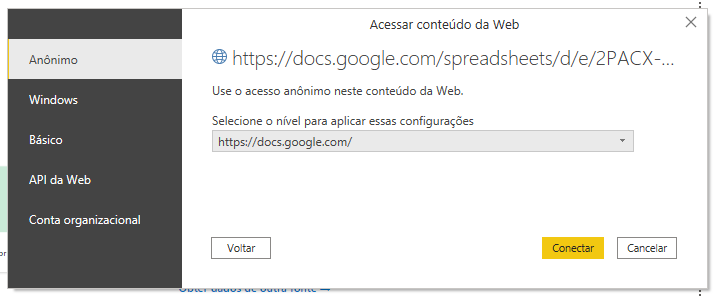 Acessar conteúdo da Web
Anônimo
Windows
Básico
API da Web
Conta organizacional
https://docs.google.com/spreadsheets/d/e/2PACX-...
Use o acesso anônimo neste conteúdo da Web.
Selecione o nível para aplicar essas configurações
https://docs.google.com/
Voltar
Conectar
Cancelar
Obter dados de outra fonte →